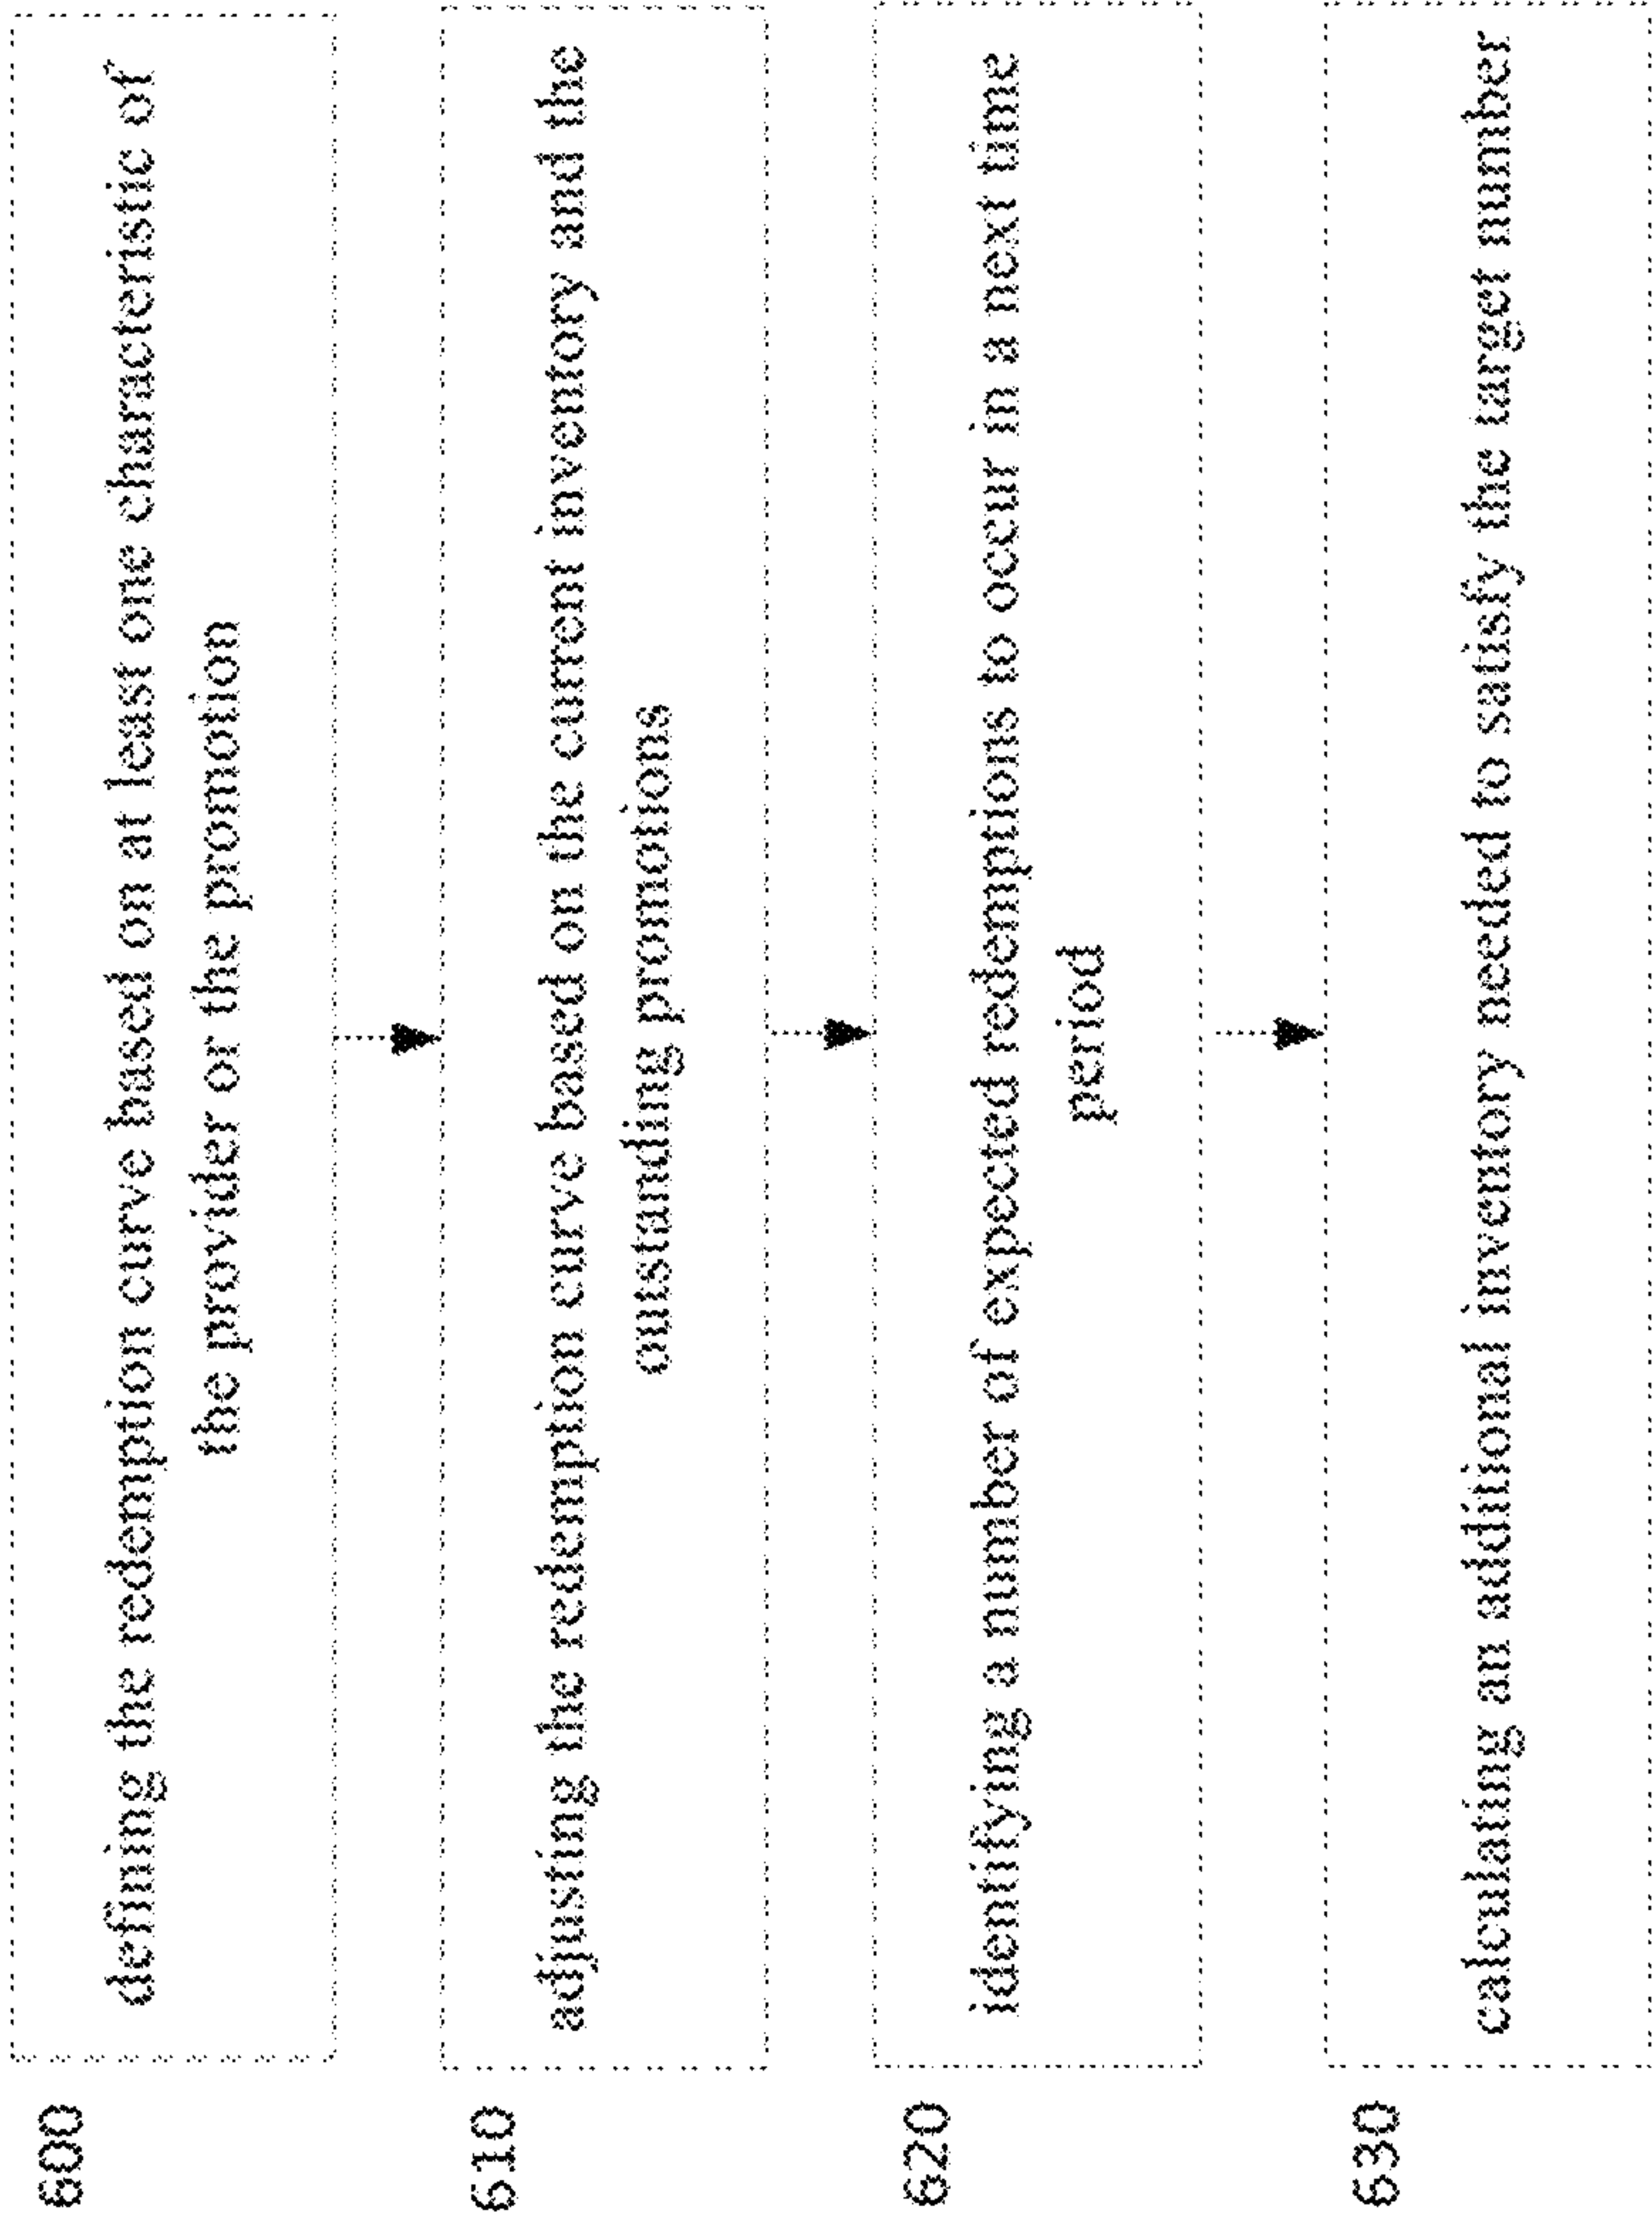 600
defining the redemption curve based on at least one characteristic of
the provider or the promotion
610
adjusting the redemption curve based on the current inventory and the
outstanding promotions
620
identifying a number of expected redemptions to occur in a next time
period
630
calculating an additional inventory needed to satisfy the target number